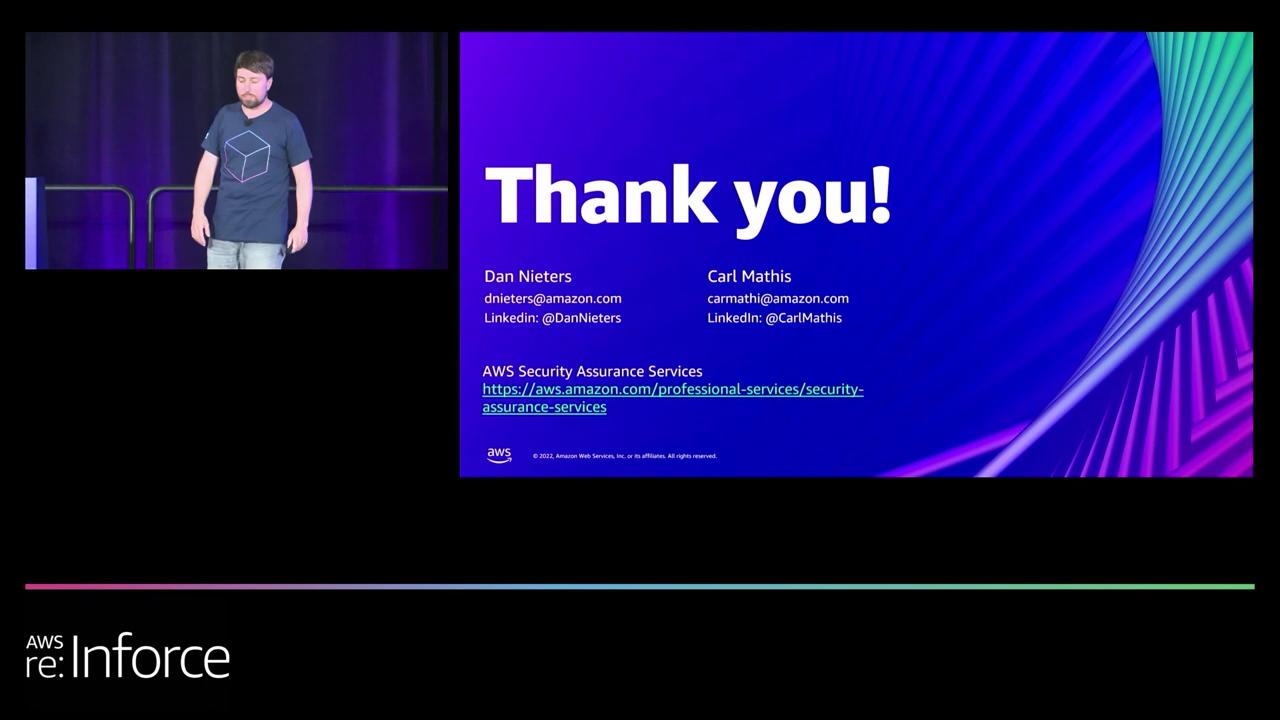 Thank you!
Dan Nieters
dnieters@amazon.com
Linkedin: @DanNieters
Carl Mathis
carmathi@amazon.com
LinkedIn: @CarlMathis
AWS Security Assurance Services
https://aws.amazon.com/professional-services/security-
assurance-services
aws
© 2022, Amazon Web Services, Inc. or its affiliates. All rights reserved.
AWS
re:Inforce